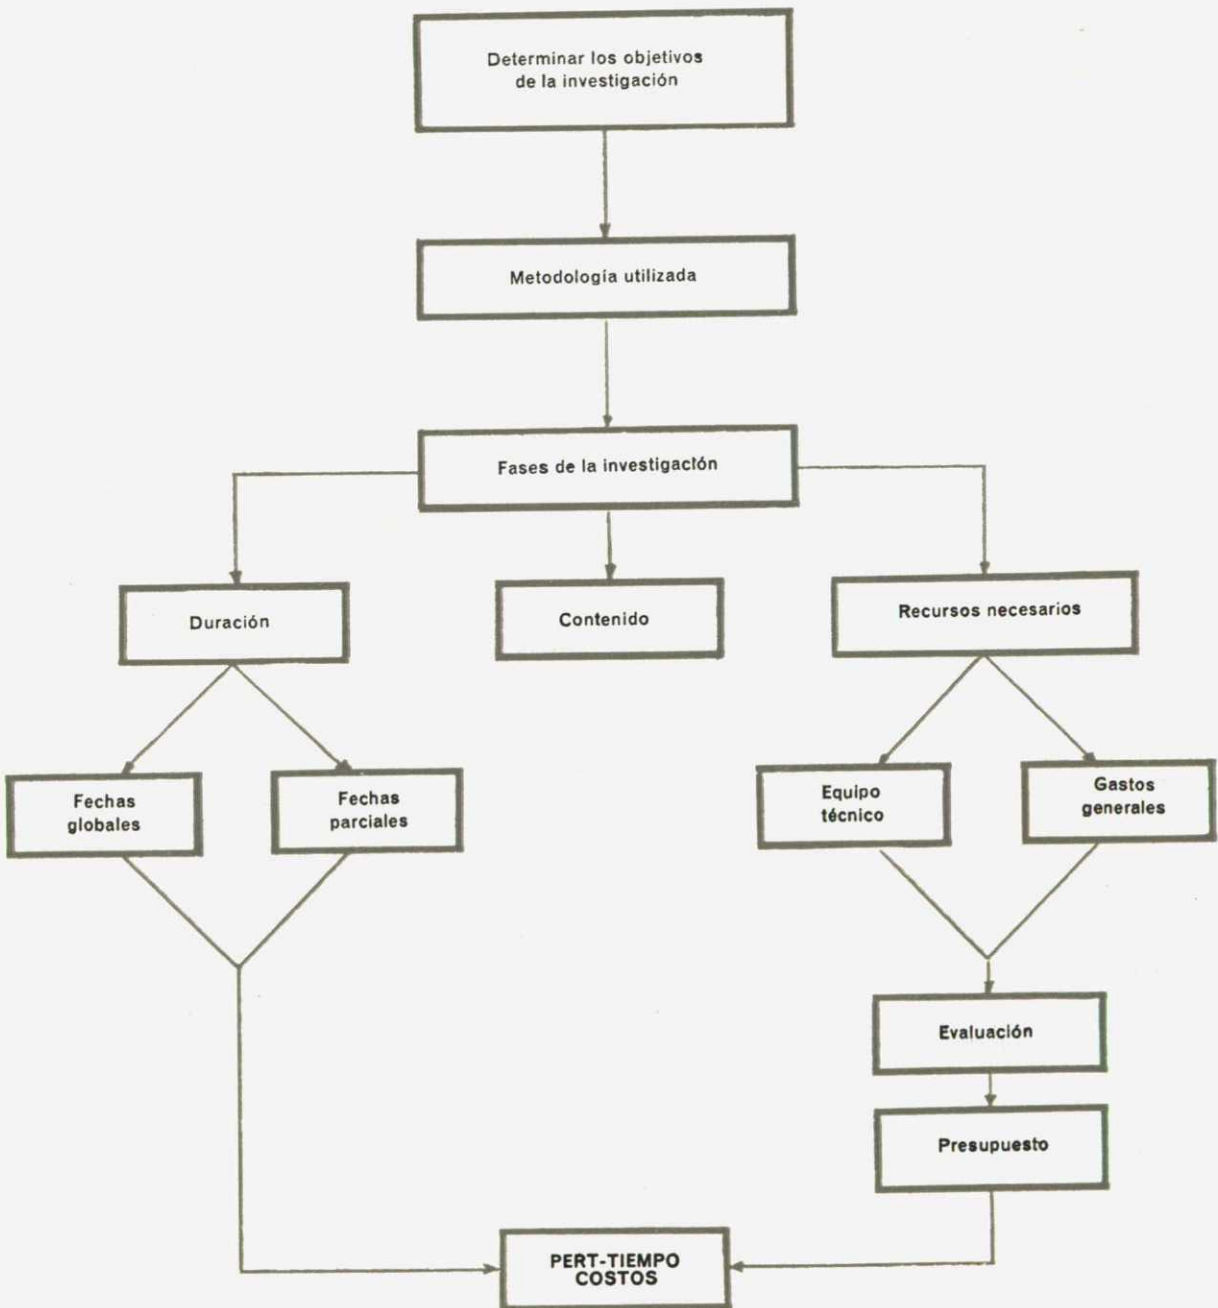 Determinar los objetivos
de la investigación
Metodología utilizada
Fases de la investigación
Duración
Contenido
Recursos necesarios
Fechas
globales
Fechas
parciales
Equipo
técnico
Gastos
generales
Evaluación
Presupuesto
PERT-TIEMPO
COSTOS